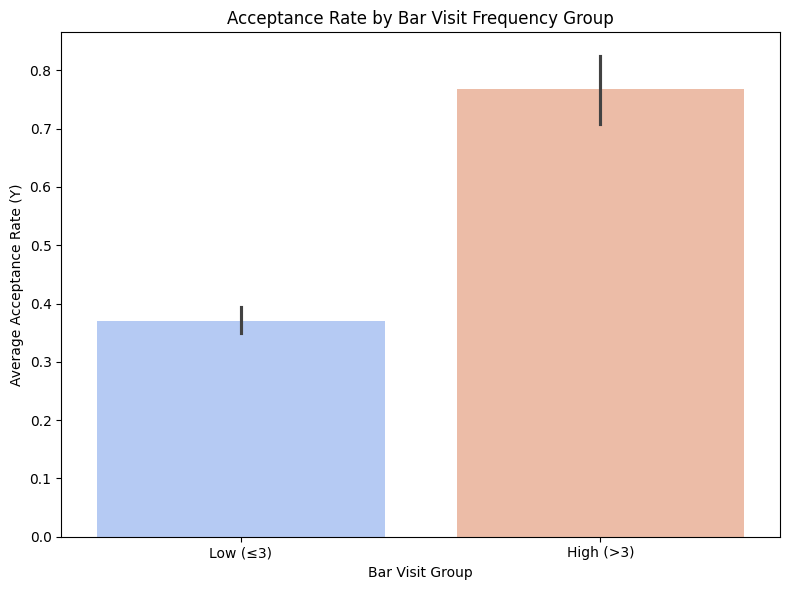 Acceptance Rate by Bar Visit Frequency Group
Average Acceptance Rate (Y)
0.8
0.7
0.6
0.5
0.4
0.3
0.2
0.1
0.0
Low (≤3)
High (>3)
Bar Visit Group